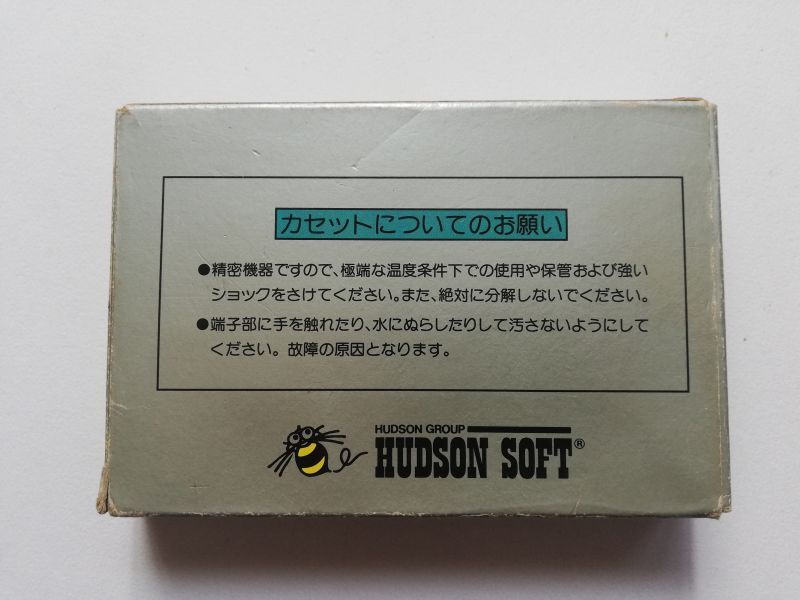 カセットについてのお願い
●精密機器ですので、極端な温度条件下での使用や保管および強い
ショックをさけてください。また、絶対に分解しないでください。
●端子部に手を触れたり、水にぬらしたりして汚さないようにして
ください。故障の原因となります。
HUDSON GROUP
HUDSON SOFT®